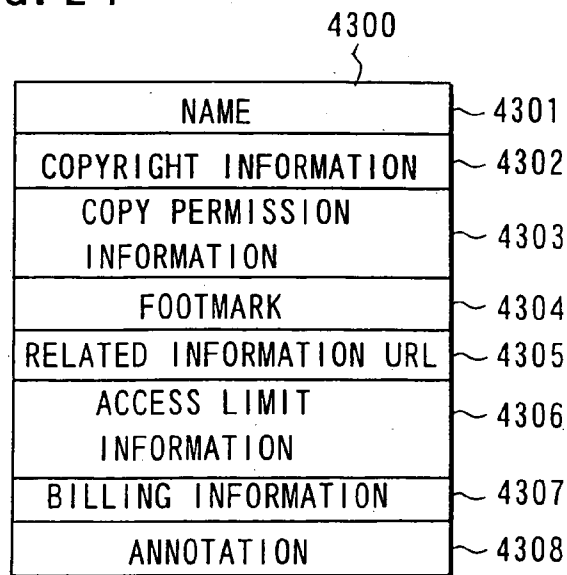 4300
NAME 4301
COPYRIGHT INFORMATION 4302
COPY PERMISSION
INFORMATION 4303
FOOTMARK 4304
RELATED INFORMATION URL 4305
ACCESS LIMIT
INFORMATION 4306
BILLING INFORMATION 4307
ANNOTATION 4308